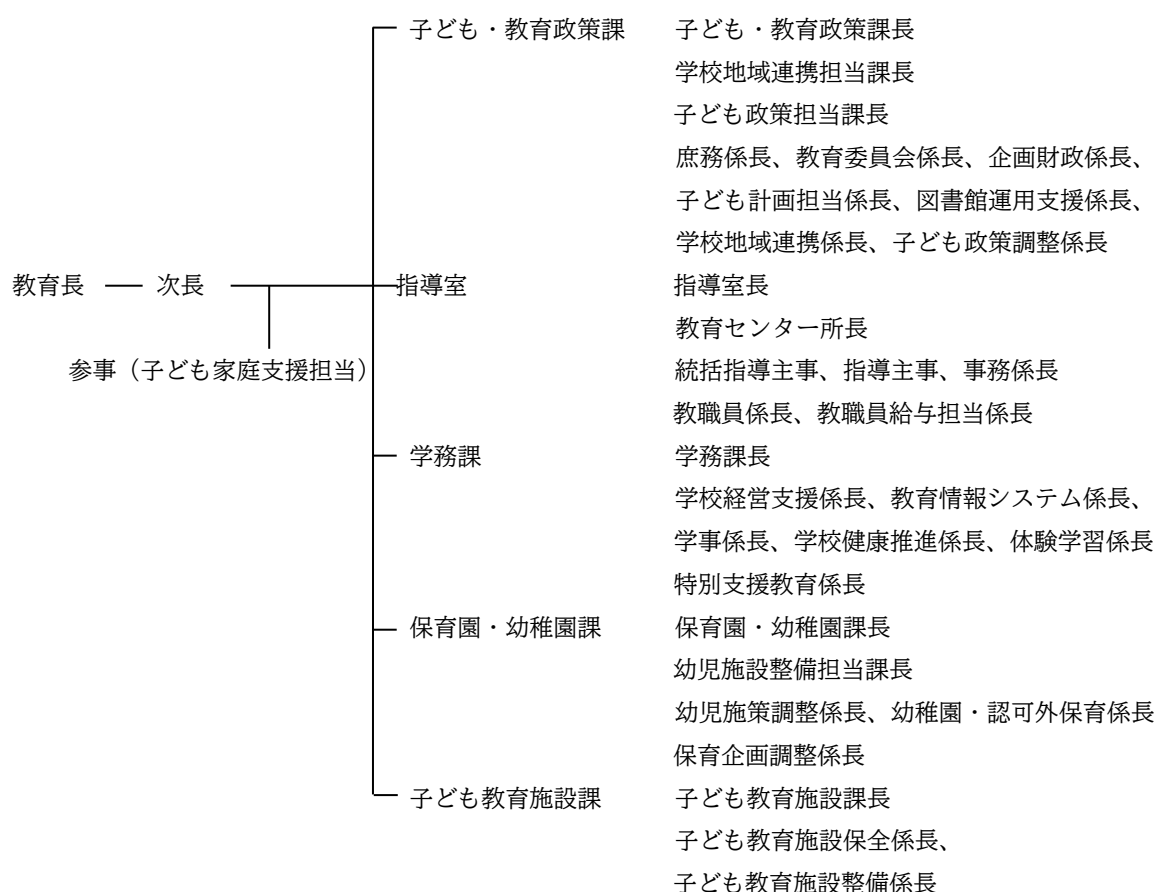 子ども・教育政策課 子ども・教育政策課長
学校地域連携担当課長
子ども政策担当課長
庶務係長、教育委員会係長、企画財政係長、
子ども計画担当係長、図書館運用支援係長、
学校地域連携係長、子ども政策調整係長
教育長 次長 指導室 指導室長
教育センター所長
参事（子ども家庭支援担当） 統括指導主事、指導主事、事務係長
教職員係長、教職員給与担当係長
学務課 学務課長
学校経営支援係長、教育情報システム係長、
学事係長、学校健康推進係長、体験学習係長
特別支援教育係長
保育園・幼稚園課 保育園・幼稚園課長
幼児施設整備担当課長
幼児施策調整係長、幼稚園・認可外保育係長
保育企画調整係長
子ども教育施設課 子ども教育施設課長
子ども教育施設保全係長、
子ども教育施設整備係長